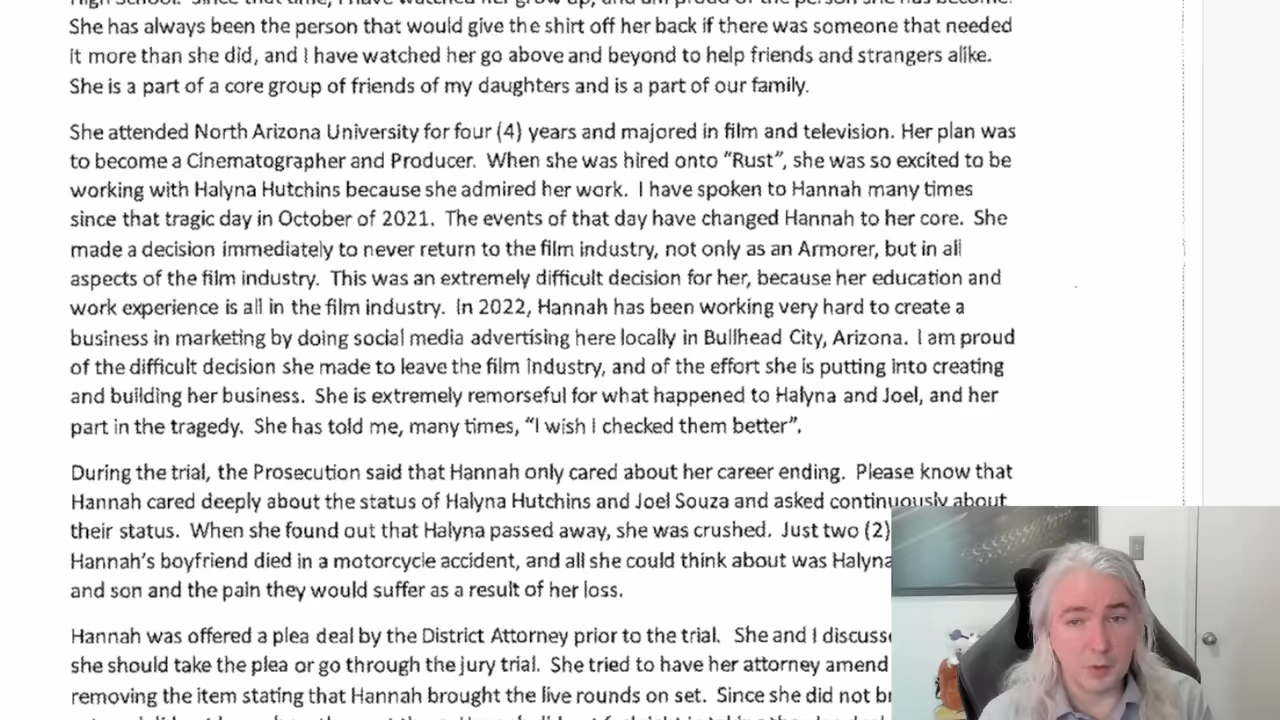 High School. Since that time, I have watched her grow up, and am proud of the person she has become.
She has always been the person that would give the shirt off her back if there was someone that needed
it more than she did, and I have watched her go above and beyond to help friends and strangers alike.
She is a part of a core group of friends of my daughters and is a part of our family.
She attended North Arizona University for four (4) years and majored in film and television. Her plan was
to become a Cinematographer and Producer. When she was hired onto "Rust", she was so excited to be
working with Halyna Hutchins because she admired her work. I have spoken to Hannah many times
since that tragic day in October of 2021. The events of that day have changed Hannah to her core. She
made a decision immediately to never return to the film industry, not only as an Armorer, but in all
aspects of the film industry. This was an extremely difficult decision for her, because her education and
work experience is all in the film industry. In 2022, Hannah has been working very hard to create a
business in marketing by doing social media advertising here locally in Bullhead City, Arizona. I am proud
of the difficult decision she made to leave the film industry, and of the effort she is putting into creating
and building her business. She is extremely remorseful for what happened to Halyna and Joel, and her
part in the tragedy. She has told me, many times, "I wish I checked them better".
During the trial, the Prosecution said that Hannah only cared about her career ending. Please know that
Hannah cared deeply about the status of Halyna Hutchins and Joel Souza and asked continuously about
their status. When she found out that Halyna passed away, she was crushed. Just two (2)
Hannah's boyfriend died in a motorcycle accident, and all she could think about was Halyna
and son and the pain they would suffer as a result of her loss.
Hannah was offered a plea deal by the District Attorney prior to the trial. She and I
she should take the plea or go through the jury trial. She tried to have her attorney amend
removing the item stating that Hannah brought the live rounds on set. Since she did not